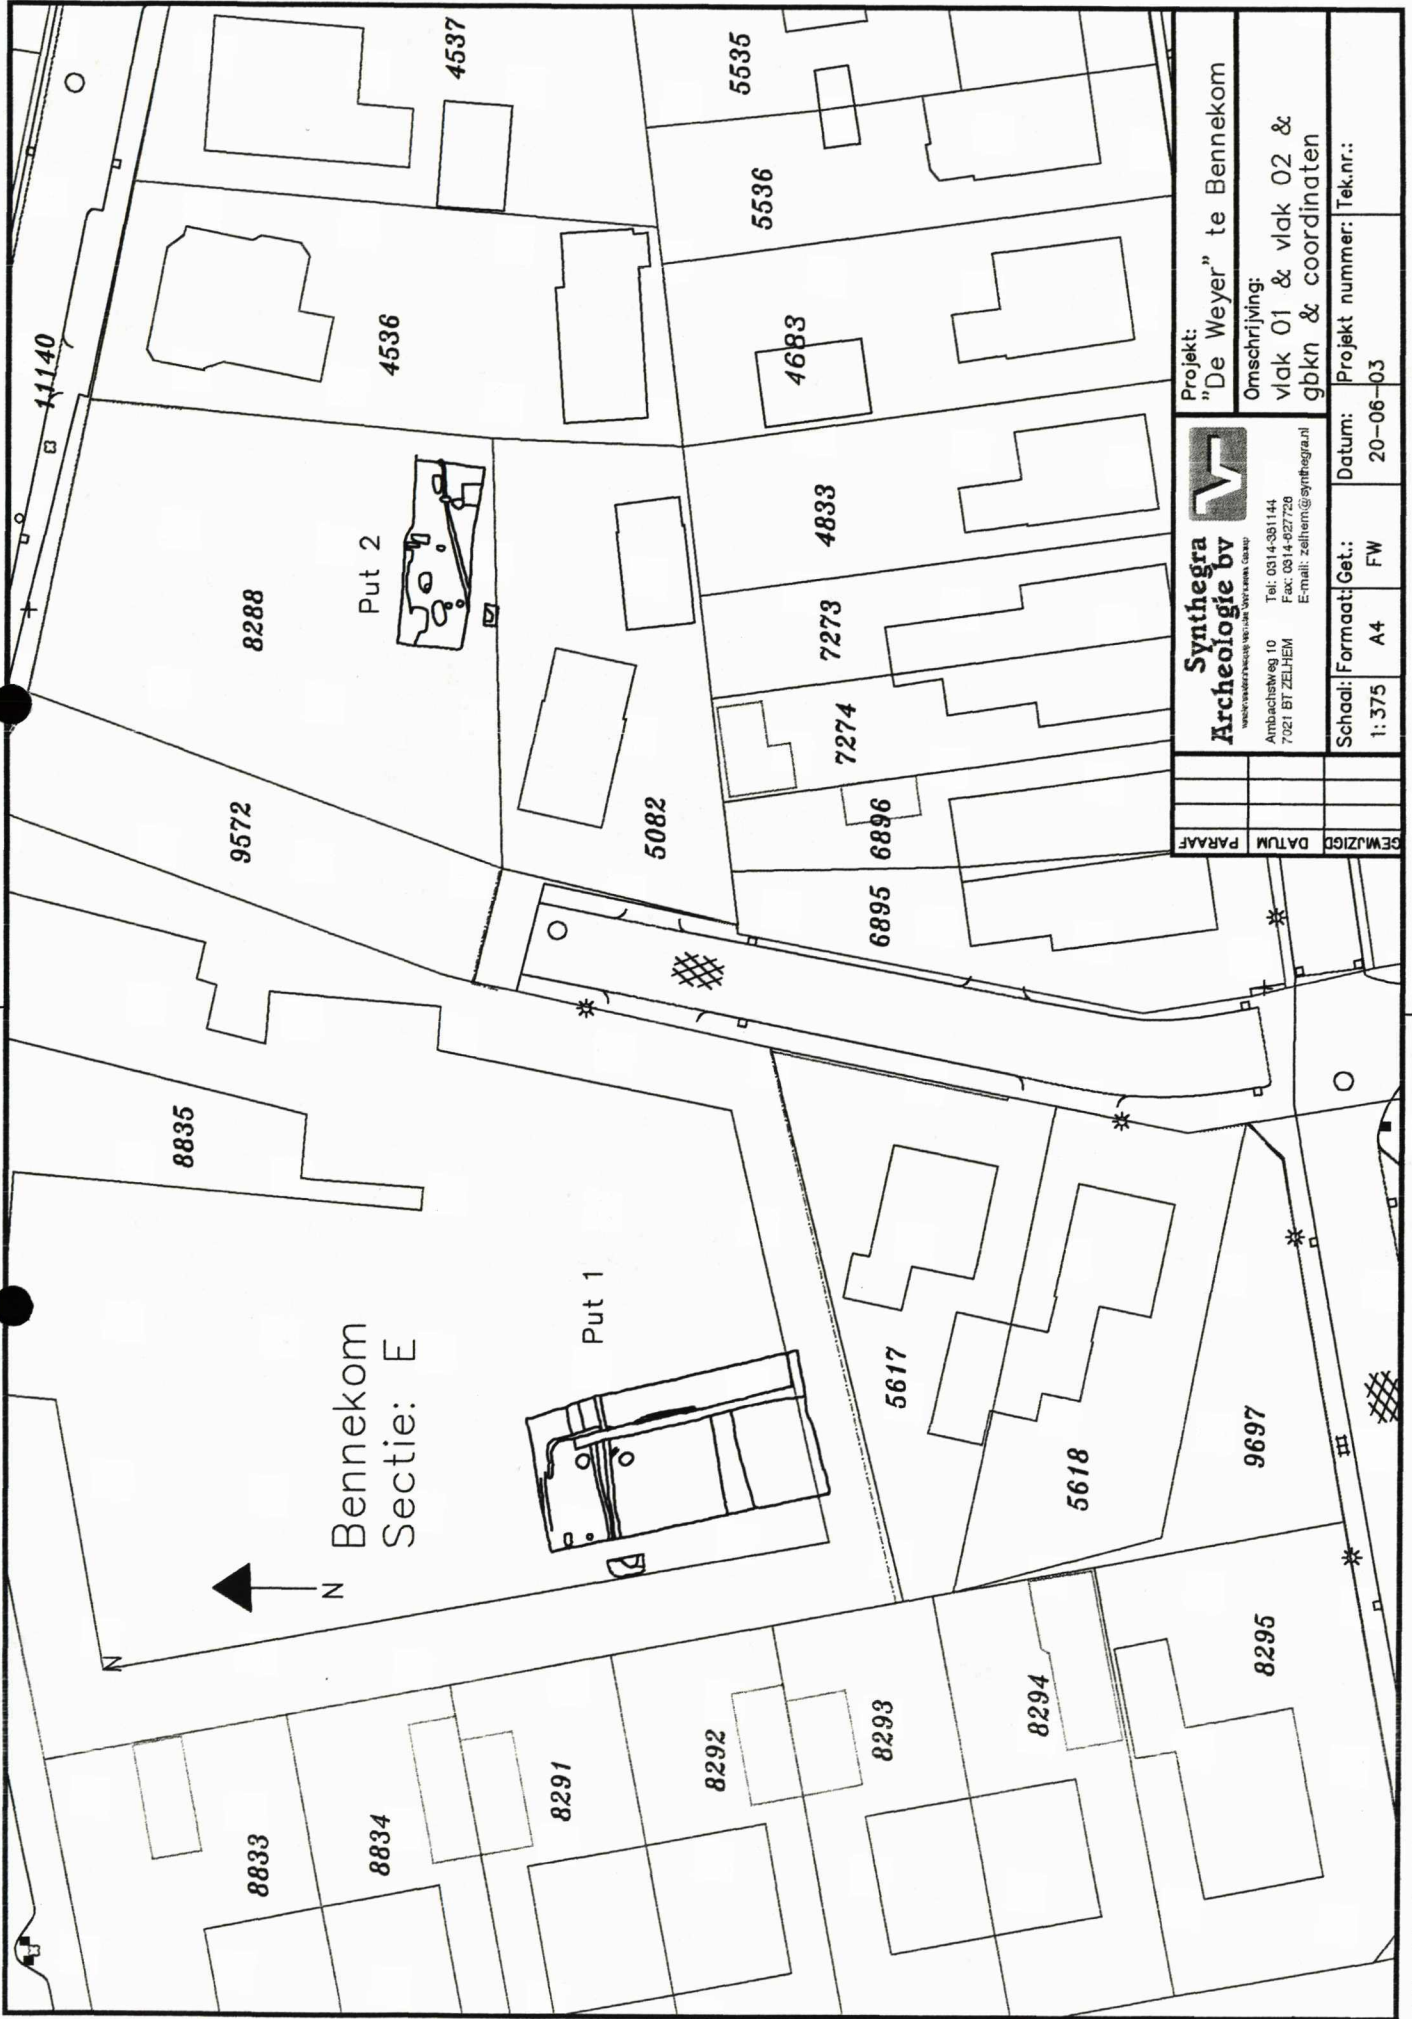 Bennekom
Sectie: E
N
N
Put 1
Put 2
11140
4537
4536
8288
9572
8835
5535
5536
4683
4833
7273
7274
6896
6895
5082
5617
5618
9697
8833
8834
8291
8292
8293
8294
8295
Synthegra
Archeologie bv
Ambachtsweg 10
7021 BT ZELHEM
Tel: 0314-381144
Fax: 0314-627726
E-mail: zelhem@synthegra.nl
Projekt:
"De Weyer" te Bennekom
Omschrijving:
vlak 01 & vlak 02 &
gbkn & coordinaten
Schaal:
1:375
Formaat:
A4
Get.:
FW
Datum:
20-06-03
Projekt nummer:
Tek.nr.:
PARAAF
DATUM
GEWIJZIGD